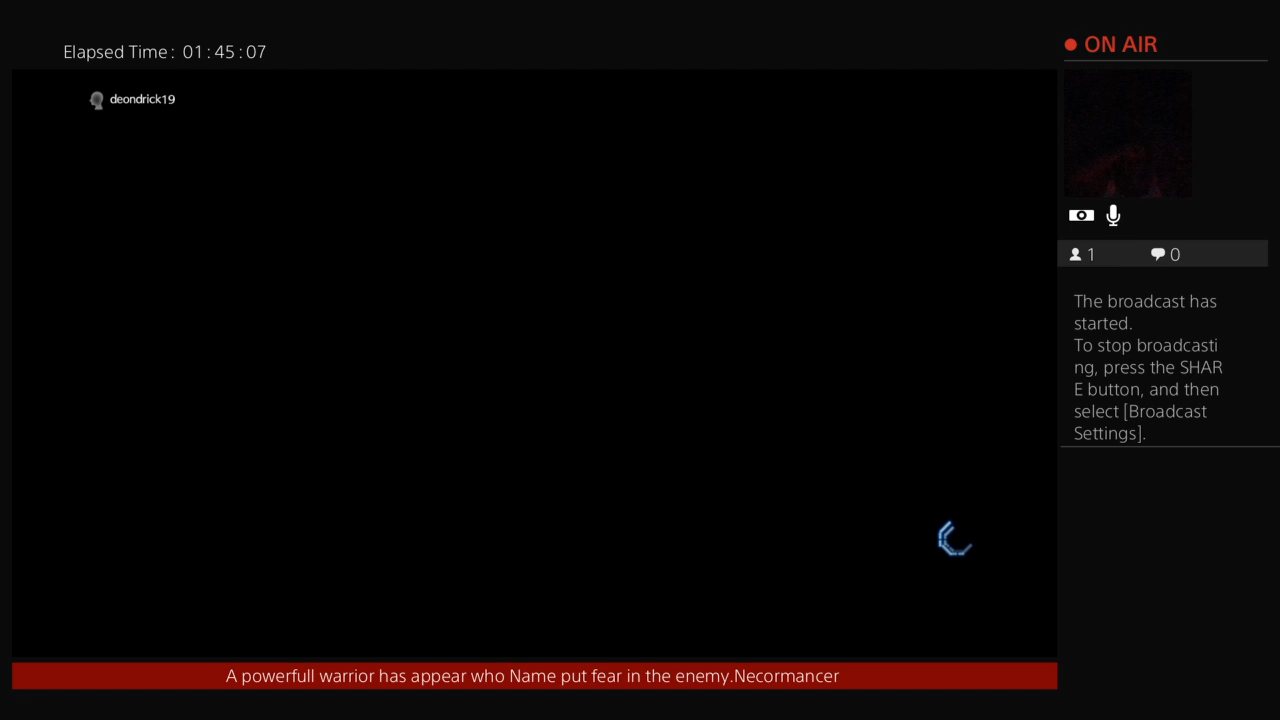 Elapsed Time: 01:45:07
ON AIR
deondrick19
1 0
The broadcast has
started.
To stop broadcasti
ng, press the SHAR
E button, and then
select [Broadcast
Settings].
A powerfull warrior has appear who Name put fear in the enemy.Necormancer